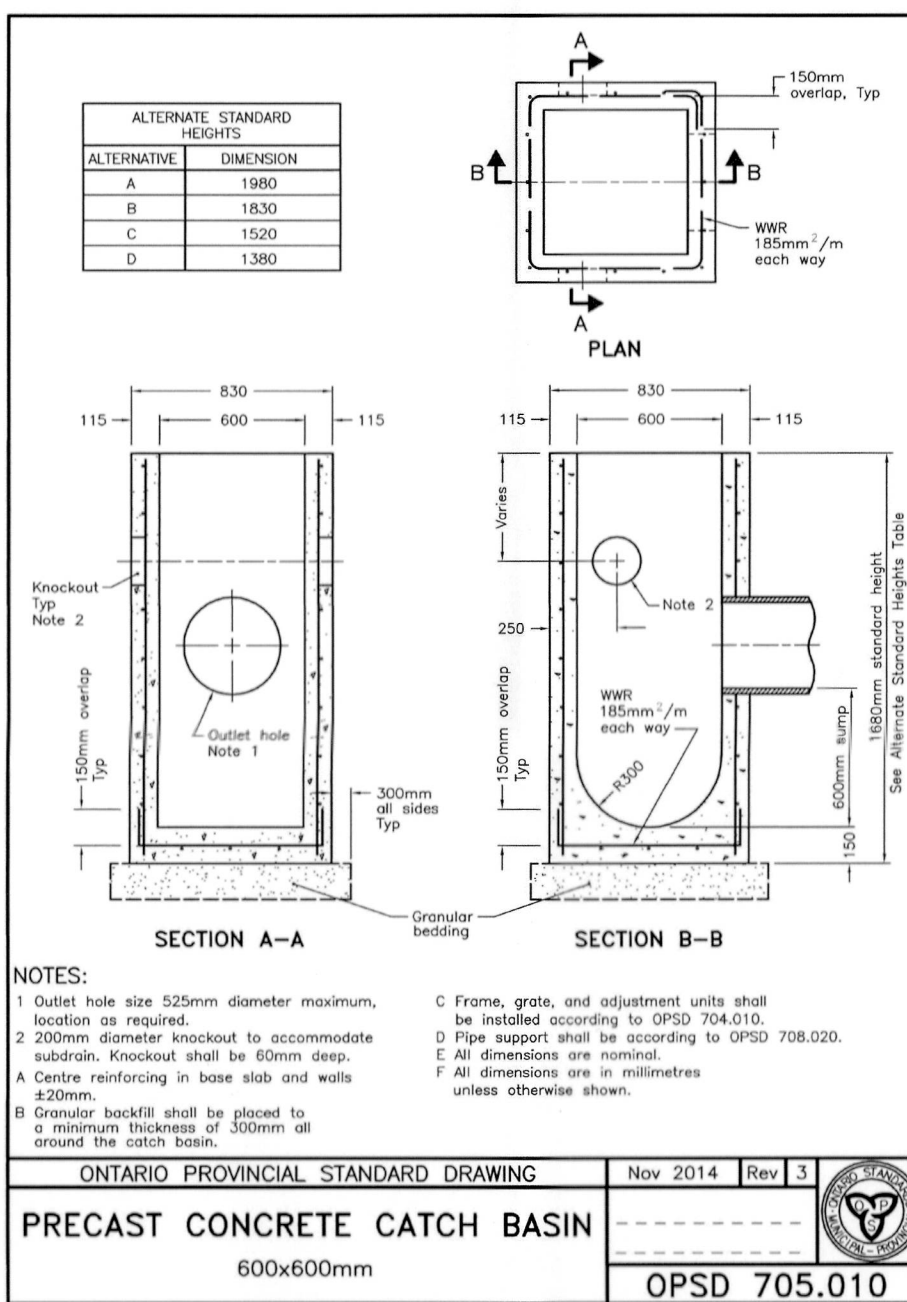 ALTERNATE STANDARD
HEIGHTS
ALTERNATIVE DIMENSION
A 1980
B 1830
C 1520
D 1380
A
150mm
overlap, Typ
B
B
WWR
185mm²/m
each way
A
PLAN
830
115 600 115
Knockout
Typ
Note 2
Outlet hole
Note 1
150mm overlap
Typ
300mm
all sides
Typ
SECTION A-A
830
115 600 115
Varies
Note 2
250
WWR
185mm²/m
each way
150mm overlap
Typ
R300
600mm sump
150
1680mm standard height
See Alternate Standard Heights Table
Granular
bedding
SECTION B-B
NOTES:
1 Outlet hole size 525mm diameter maximum,
location as required.
2 200mm diameter knockout to accommodate
subdrain. Knockout shall be 60mm deep.
A Centre reinforcing in base slab and walls
±20mm.
B Granular backfill shall be placed to
a minimum thickness of 300mm all
around the catch basin.
C Frame, grate, and adjustment units shall
be installed according to OPSD 704.010.
D Pipe support shall be according to OPSD 708.020.
E All dimensions are nominal.
F All dimensions are in millimetres
unless otherwise shown.
ONTARIO PROVINCIAL STANDARD DRAWING
Nov 2014 Rev 3
PRECAST CONCRETE CATCH BASIN
600x600mm
OPSD 705.010
O P S